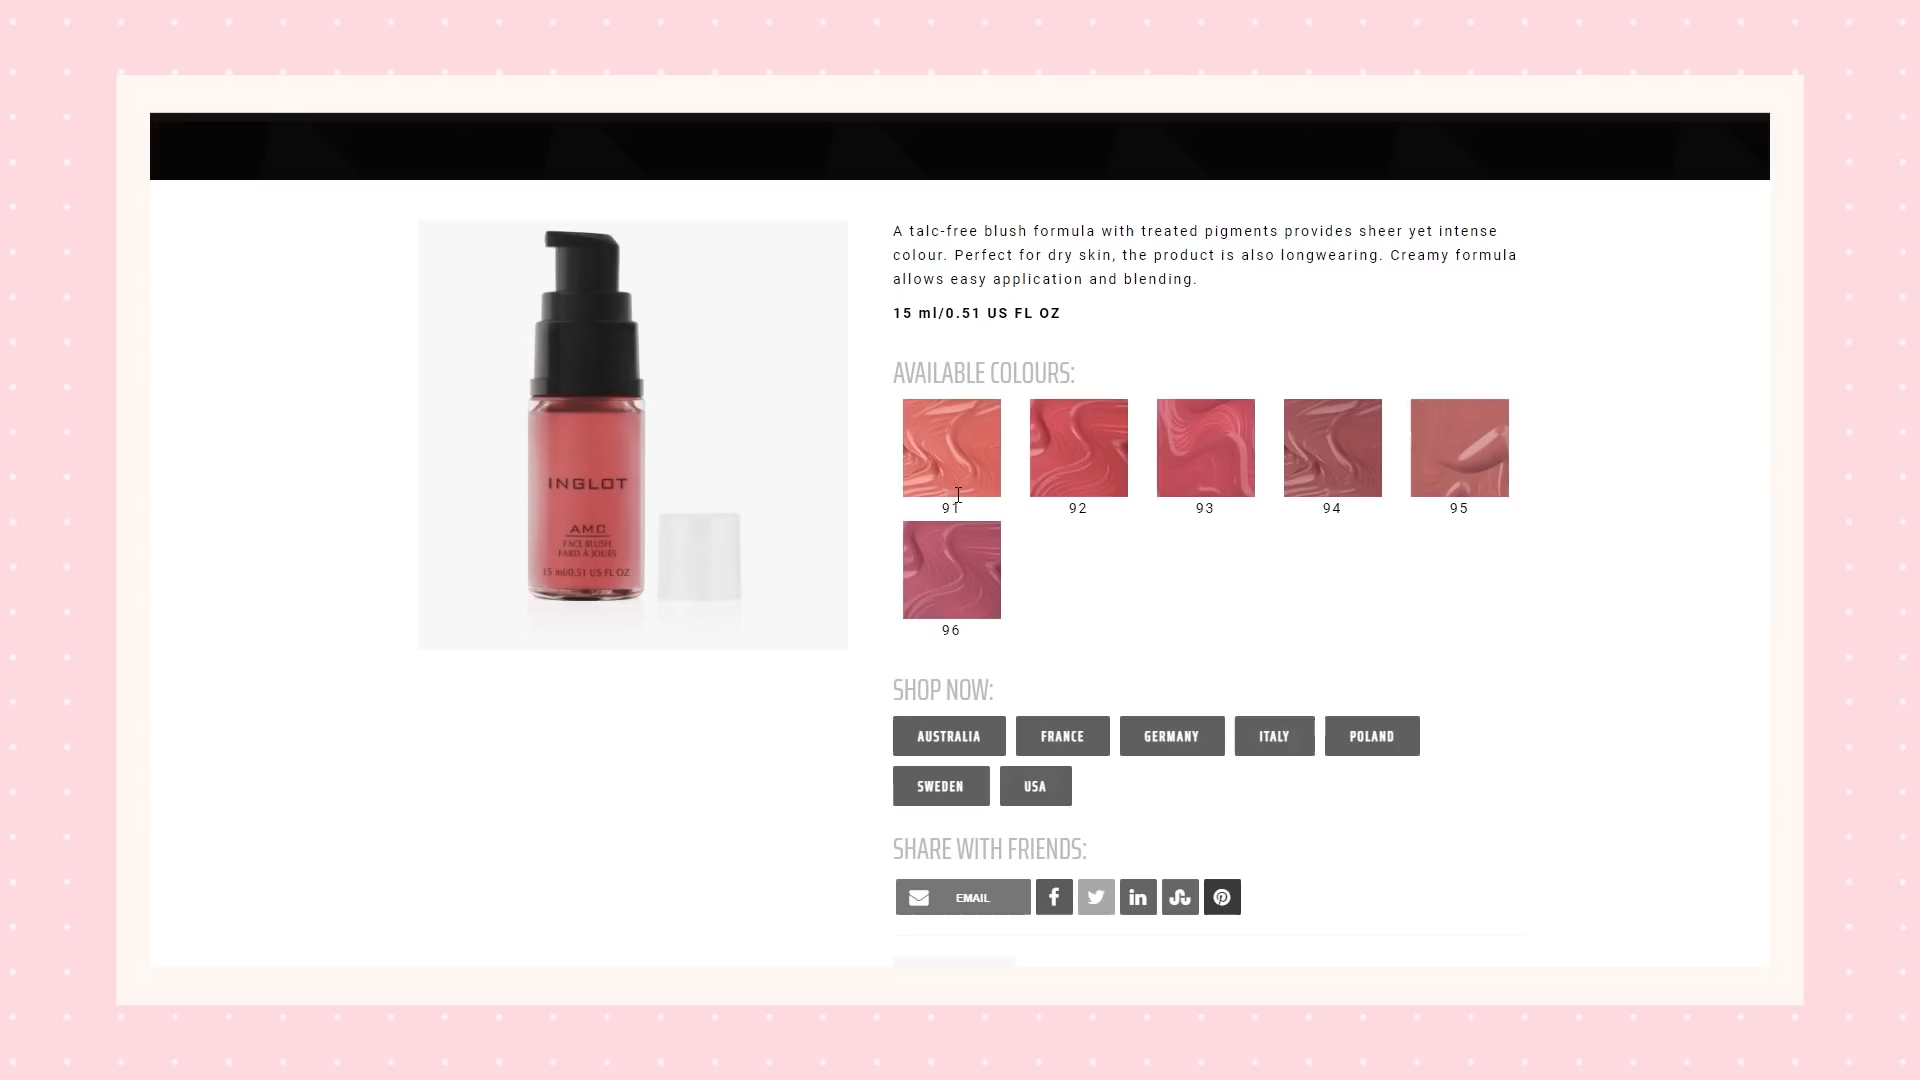 A talc-free blush formula with treated pigments provides sheer yet intense
colour. Perfect for dry skin, the product is also longwearing. Creamy formula
allows easy application and blending.
15 ml/0.51 US FL OZ
INGLOT
AMC
FACE BLUSH
FARD À JOUES
15 ml/0.51 US FL OZ
AVAILABLE COLOURS:
91 92 93 94 95
96
SHOP NOW:
AUSTRALIA FRANCE GERMANY ITALY POLAND
SWEDEN USA
SHARE WITH FRIENDS:
EMAIL